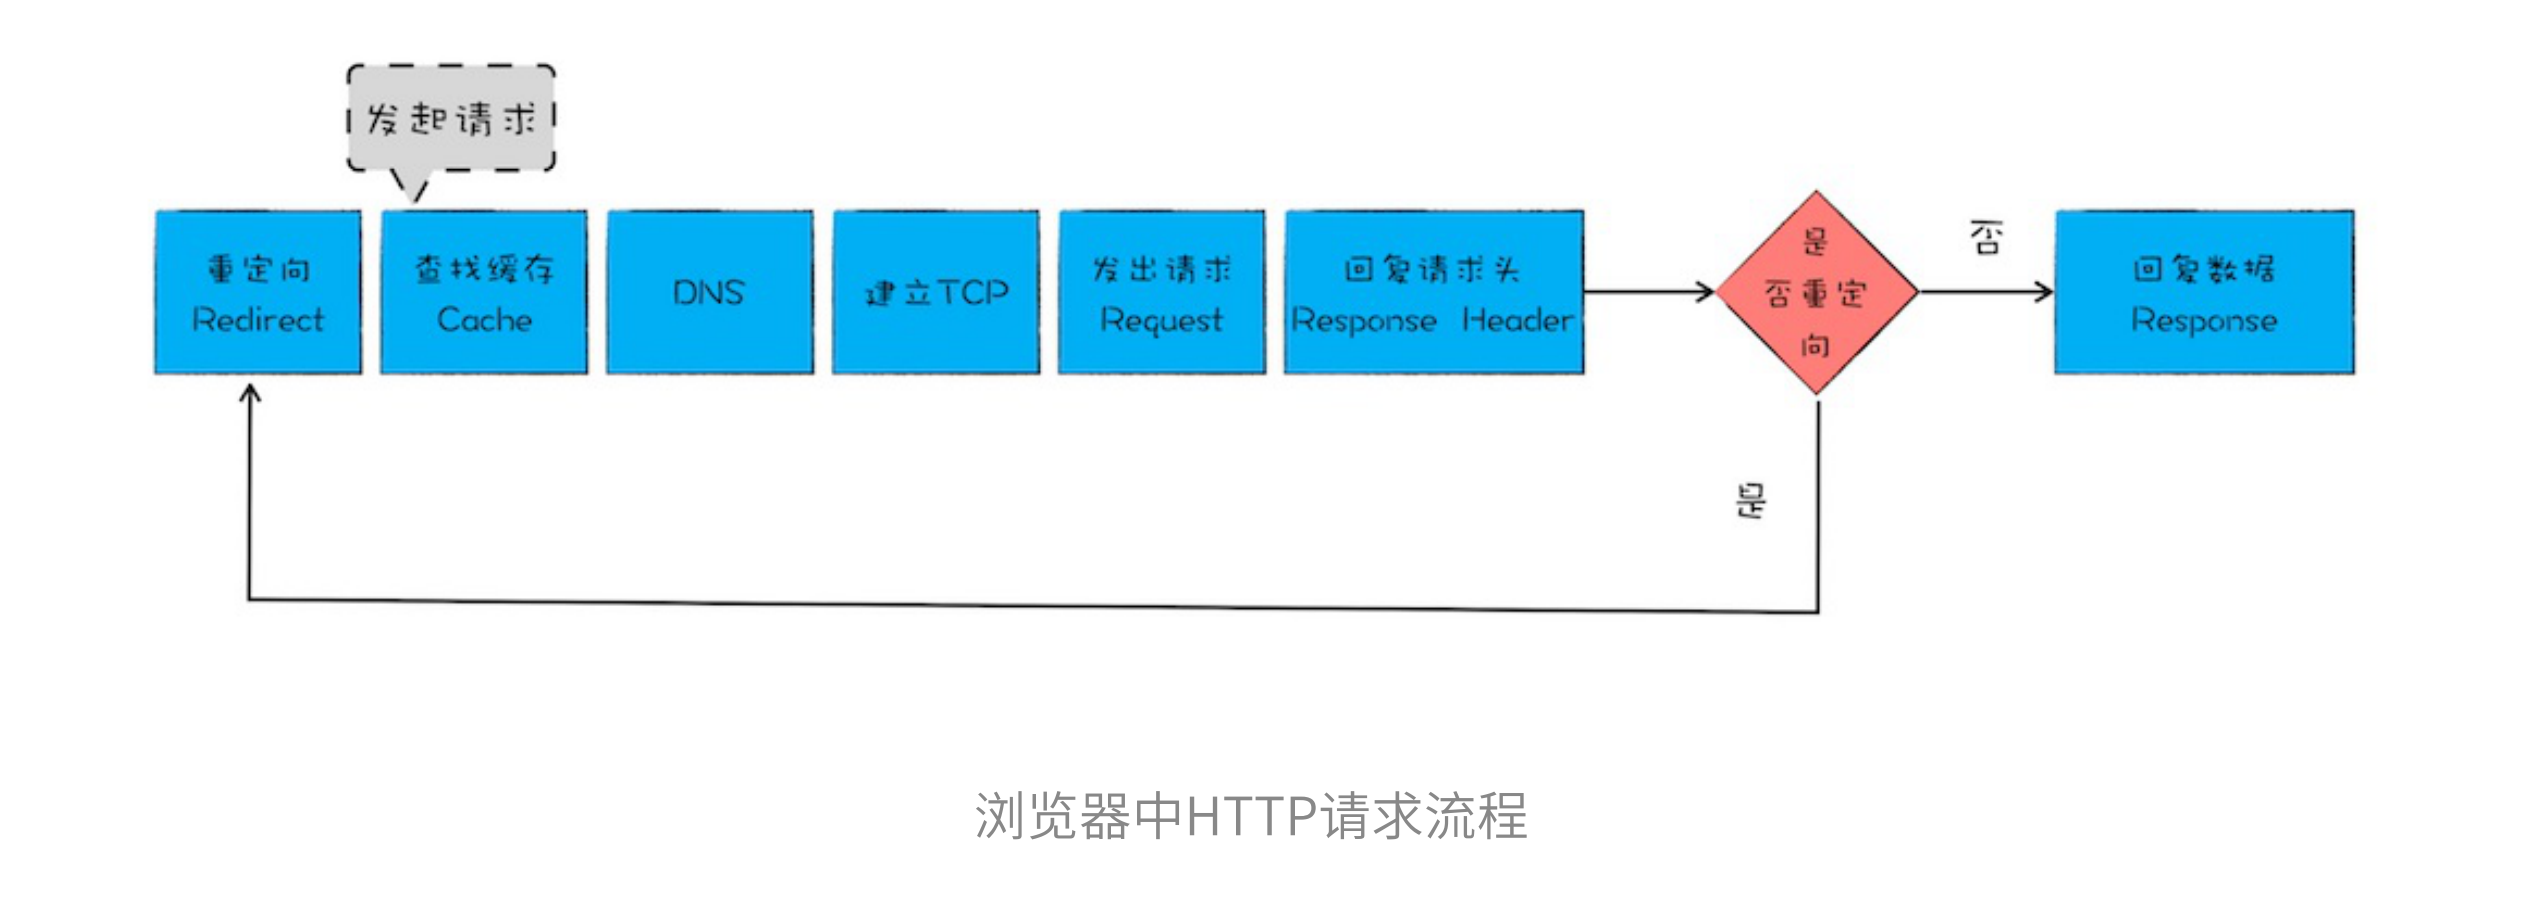 发起请求
重定向
Redirect
查找缓存
Cache
DNS
建立TCP
发出请求
Request
回复请求头
Response Header
是
否重定
向
否
回复数据
Response
是
浏览器中HTTP请求流程